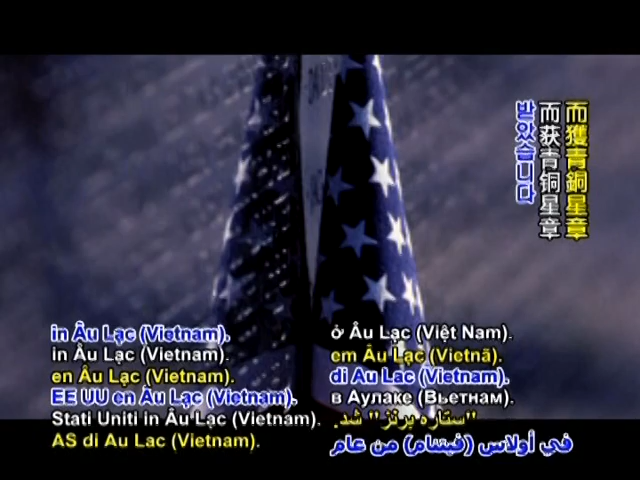 而獲青銅星章
而获青铜星章
받았습니다
in Âu Lạc (Vietnam).
in Âu Lạc (Vietnam).
en Âu Lạc (Vietnam).
EE UU en Âu Lạc (Vietnam).
Stati Uniti in Âu Lạc (Vietnam).
AS di Au Lac (Vietnam).
ở Âu Lạc (Việt Nam).
em Âu Lạc (Vietnã).
di Au Lac (Vietnam).
в Аулаке (Вьетнам).
"ستاره برنز" شد.
في أولاس (فيتنام) من عام